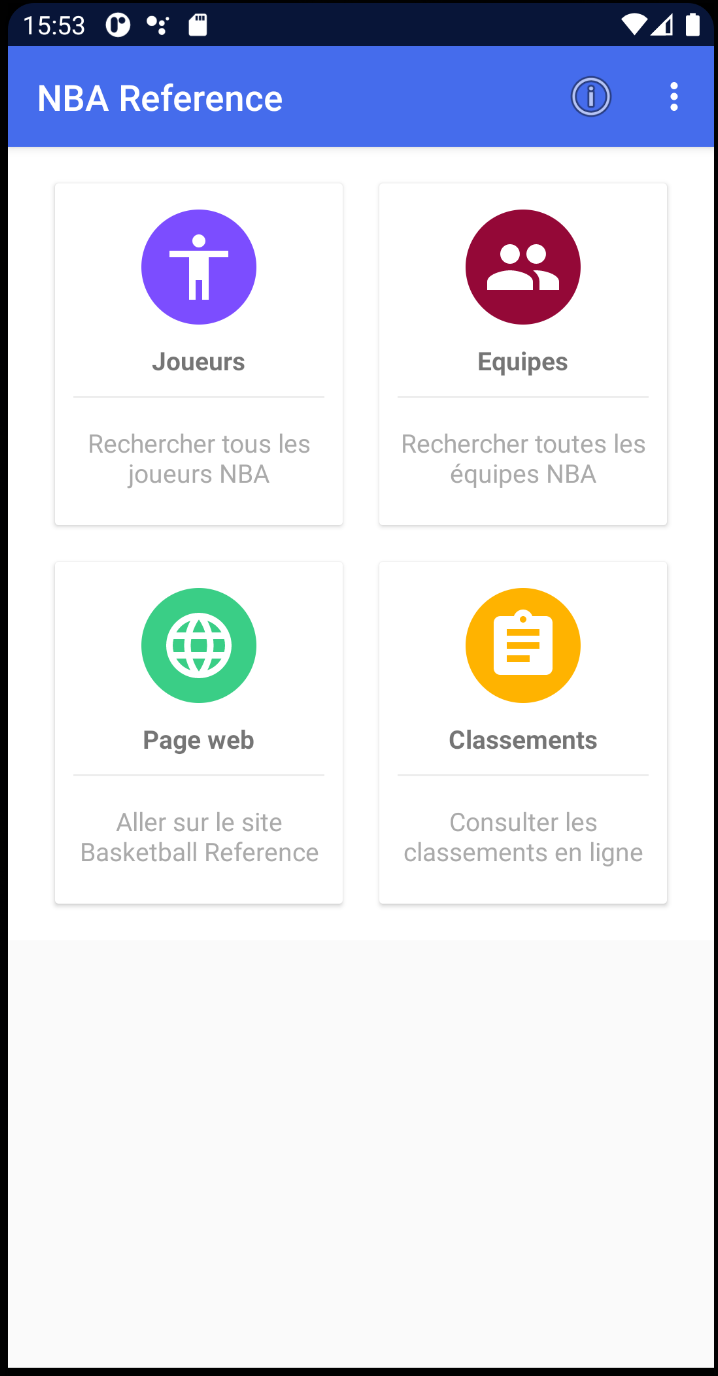 15:53
NBA Reference
Joueurs
Rechercher tous les
joueurs NBA
Equipes
Rechercher toutes les
équipes NBA
Page web
Aller sur le site
Basketball Reference
Classements
Consulter les
classements en ligne